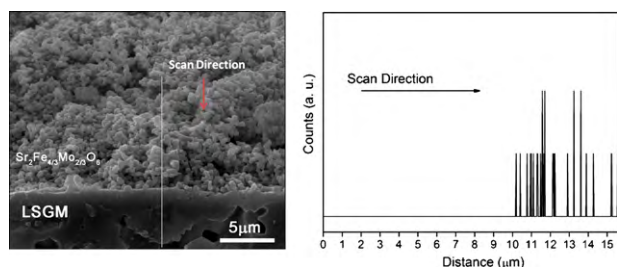 Scan Direction
Sr₂Fe₄/₃Mo₂/₃O₆
LSGM
5μm
Counts (a. u.)
Scan Direction
0 1 2 3 4 5 6 7 8 9 10 11 12 13 14 15
Distance (μm)